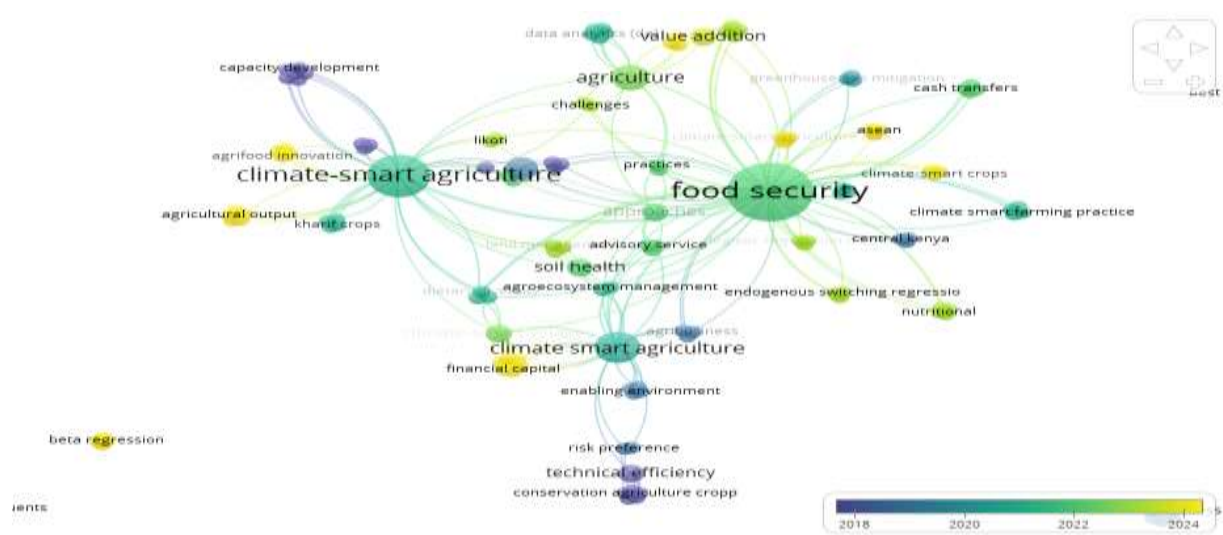 data analytics
value addition
capacity development
agriculture
greenhouse mitigation
cash transfers
challenges
asean
likoti
agrifood innovation
climate-smart agriculture
practices
climate smart crops
food security
agricultural output
kharif crops
approaches
climate smart farming practice
advisory service
central kenya
soil health
agroecosystem management
endogenous switching regressio
nutritional
agribusiness
climate smart agriculture
financial capital
enabling environment
beta regression
risk preference
technical efficiency
conservation agriculture cropp
2018
2020
2022
2024